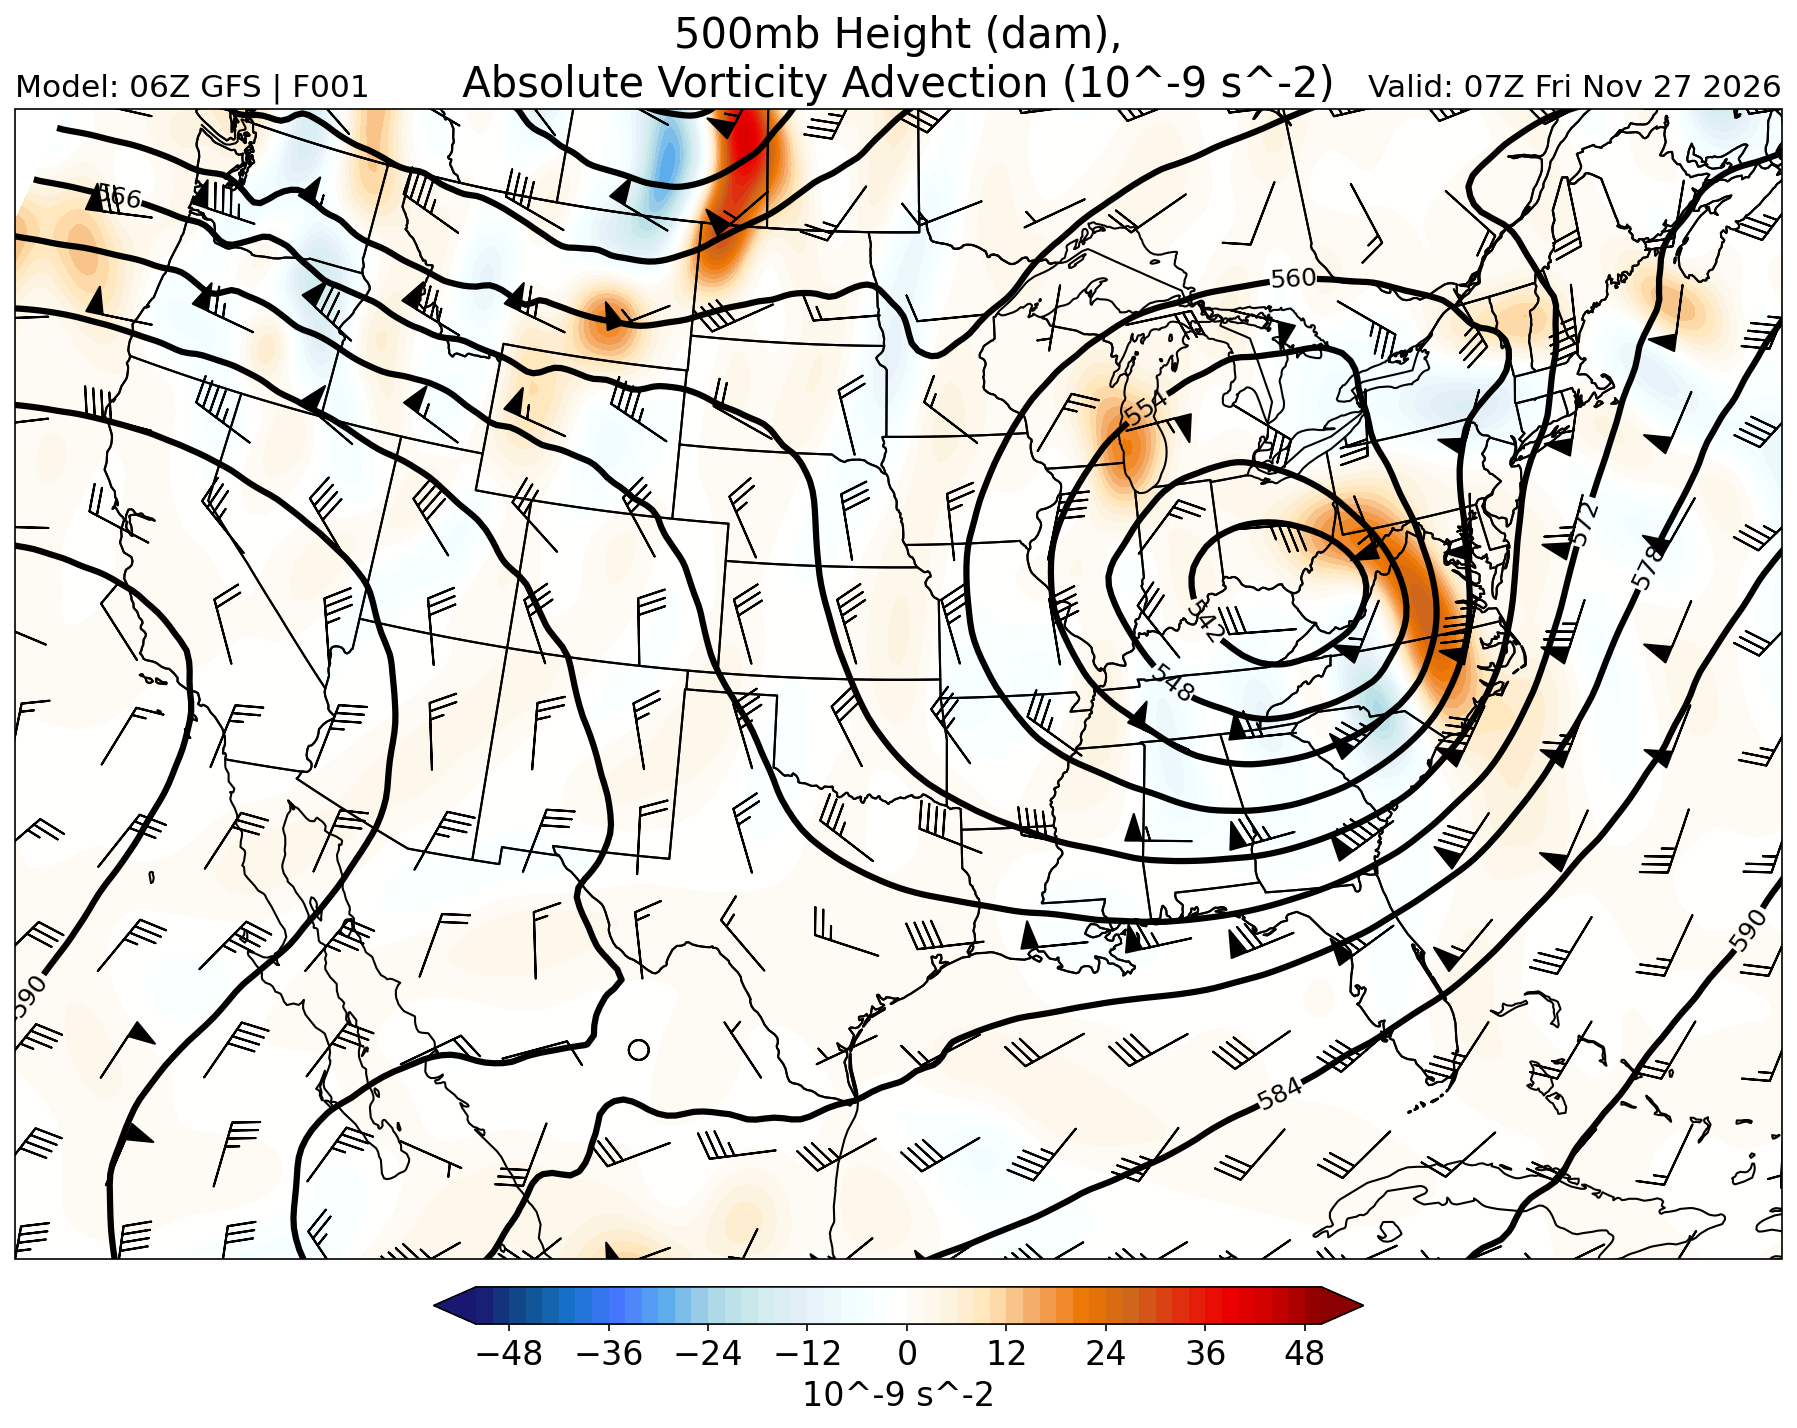 500mb Height (dam),
Model: 06Z GFS | F001
Absolute Vorticity Advection (10^-9 s^-2)
Valid: 07Z Fri Nov 27 2026
566
560
554
572
578
542
548
590
590
584
−48 −36 −24 −12 0 12 24 36 48
10^-9 s^-2